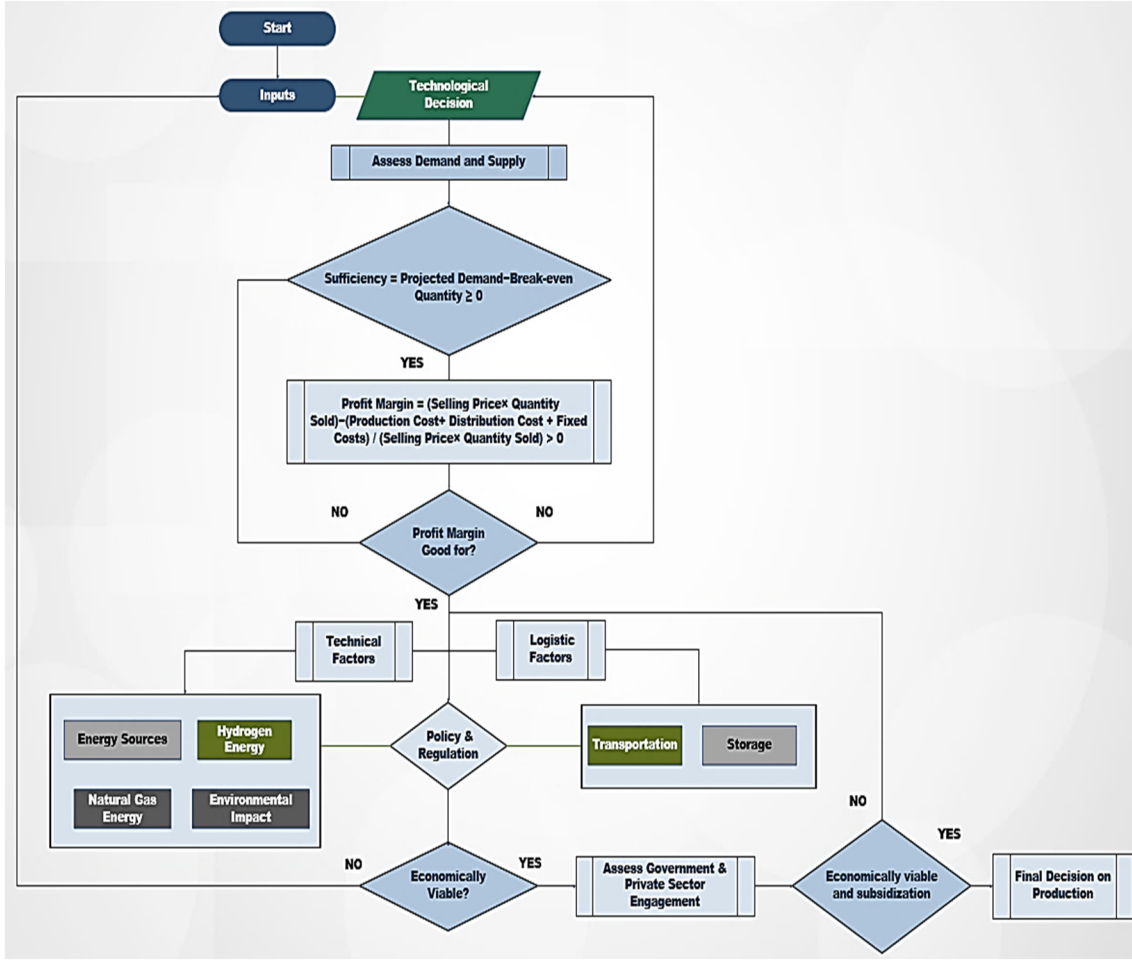 Start
Inputs
Technological
Decision
Assess Demand and Supply
Sufficiency = Projected Demand−Break-even
Quantity ≥ 0
YES
Profit Margin = (Selling Price× Quantity
Sold)−(Production Cost+ Distribution Cost + Fixed
Costs) / (Selling Price× Quantity Sold) > 0
NO
NO
Profit Margin
Good for?
YES
Technical
Factors
Logistic
Factors
Energy Sources
Hydrogen
Energy
Natural Gas
Energy
Environmental
Impact
Policy &
Regulation
Transportation
Storage
NO
YES
NO
YES
Economically
Viable?
Assess Government &
Private Sector
Engagement
Economically viable
and subsidization
Final Decision on
Production